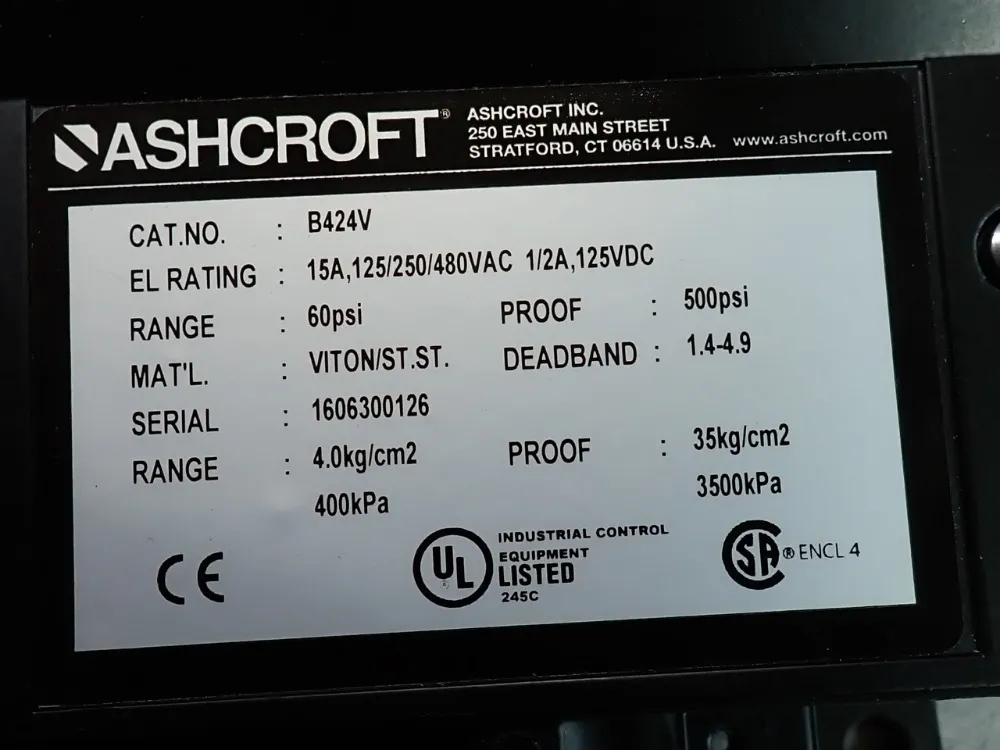 ASHCROFT®
ASHCROFT INC.
250 EAST MAIN STREET
STRATFORD, CT 06614 U.S.A. www.ashcroft.com
CAT.NO. : B424V
EL RATING : 15A,125/250/480VAC 1/2A,125VDC
RANGE : 60psi PROOF : 500psi
MAT'L. : VITON/ST.ST. DEADBAND : 1.4-4.9
SERIAL : 1606300126
RANGE : 4.0kg/cm2 PROOF : 35kg/cm2
400kPa 3500kPa
CE
UL
INDUSTRIAL CONTROL
EQUIPMENT
LISTED
245C
SA ® ENCL 4